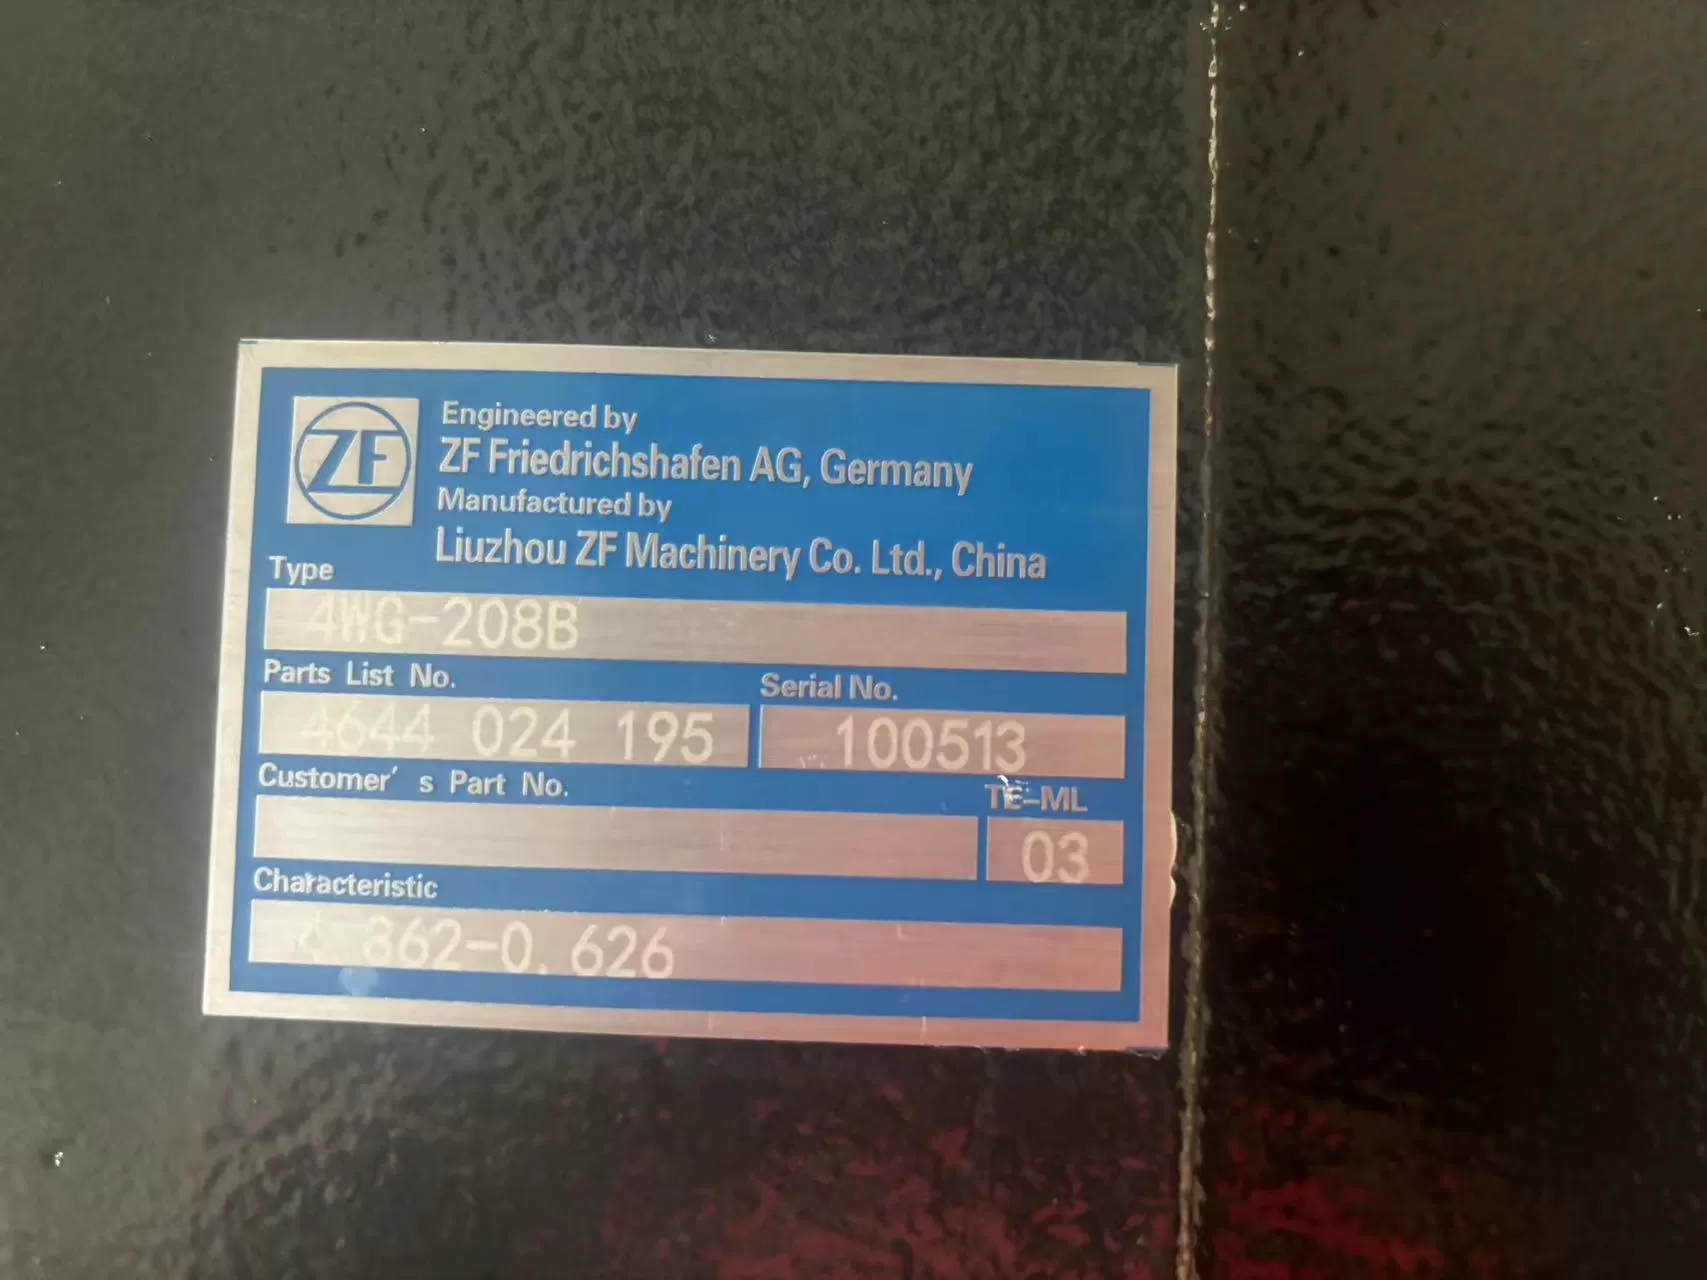 ZF
Engineered by
ZF Friedrichshafen AG, Germany
Manufactured by
Liuzhou ZF Machinery Co. Ltd., China
Type
4WG-208B
Parts List No.
Serial No.
4644 024 195
100513
Customer' s Part No.
TE-ML
03
Characteristic
4 862-0. 626